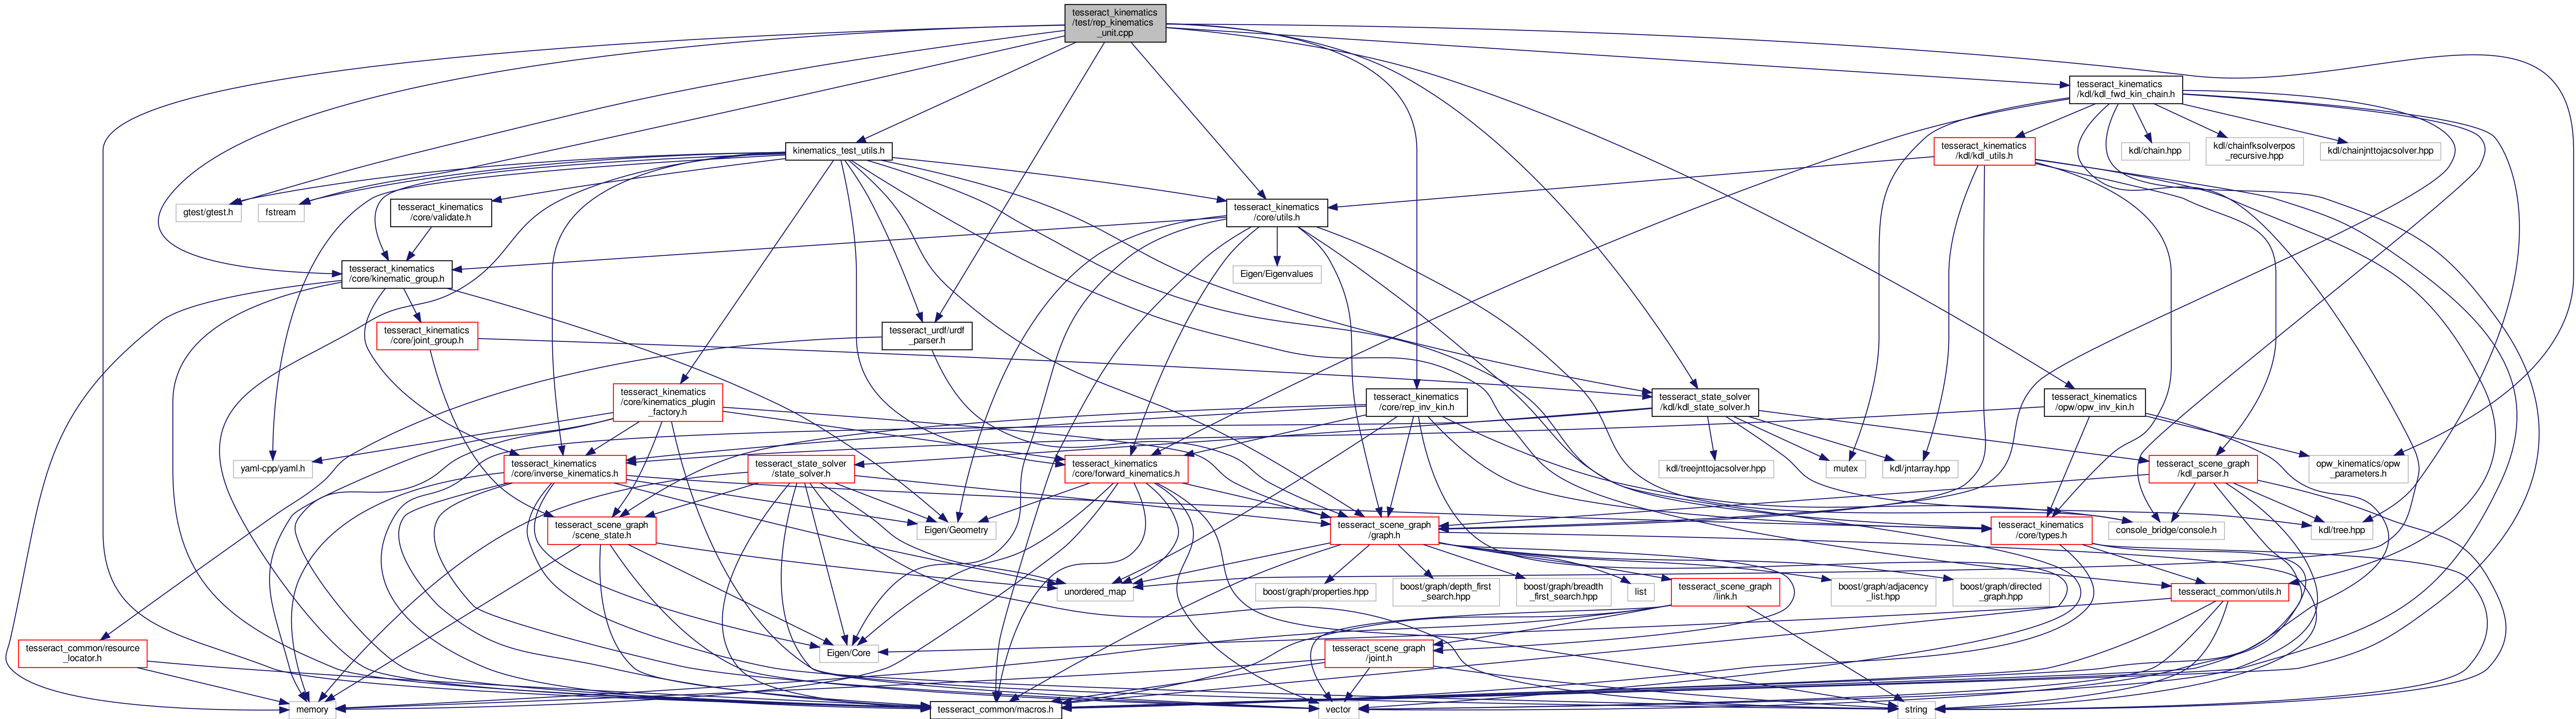 tesseract_kinematics
/test/rep_kinematics
_unit.cpp
tesseract_kinematics
/kdl/kdl_fwd_kin_chain.h
kinematics_test_utils.h
tesseract_kinematics
/kdl/kdl_utils.h
kdl/chain.hpp
kdl/chainfksolverpos
_recursive.hpp
kdl/chainjnttojacsolver.hpp
gtest/gtest.h
fstream
tesseract_kinematics
/core/validate.h
tesseract_kinematics
/core/utils.h
tesseract_kinematics
/core/kinematic_group.h
Eigen/Eigenvalues
tesseract_kinematics
/core/joint_group.h
tesseract_urdf/urdf
_parser.h
tesseract_kinematics
/core/kinematics_plugin
_factory.h
tesseract_kinematics
/core/rep_inv_kin.h
tesseract_state_solver
/kdl/kdl_state_solver.h
tesseract_kinematics
/opw/opw_inv_kin.h
yaml-cpp/yaml.h
tesseract_kinematics
/core/inverse_kinematics.h
tesseract_state_solver
/state_solver.h
tesseract_kinematics
/core/forward_kinematics.h
kdl/treejnttojacsolver.hpp
mutex
kdl/jntarray.hpp
tesseract_scene_graph
/kdl_parser.h
opw_kinematics/opw
_parameters.h
tesseract_scene_graph
/scene_state.h
Eigen/Geometry
tesseract_scene_graph
/graph.h
tesseract_kinematics
/core/types.h
console_bridge/console.h
kdl/tree.hpp
unordered_map
boost/graph/properties.hpp
boost/graph/depth_first
_search.hpp
boost/graph/breadth
_first_search.hpp
list
tesseract_scene_graph
/link.h
boost/graph/adjacency
_list.hpp
boost/graph/directed
_graph.hpp
tesseract_common/utils.h
tesseract_common/resource
_locator.h
Eigen/Core
tesseract_scene_graph
/joint.h
memory
tesseract_common/macros.h
vector
string